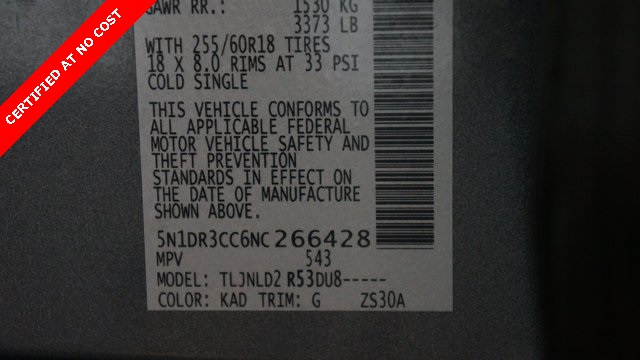 CERTIFIED AT NO COST
GAWR RR.: 1530 KG
3373 LB
WITH 255/60R18 TIRES
18 X 8.0 RIMS AT 33 PSI
COLD SINGLE
THIS VEHICLE CONFORMS TO
ALL APPLICABLE FEDERAL
MOTOR VEHICLE SAFETY AND
THEFT PREVENTION
STANDARDS IN EFFECT ON
THE DATE OF MANUFACTURE
SHOWN ABOVE.
5N1DR3CC6NC266428
MPV 543
MODEL: TLJNLD2 R53DU8-----
COLOR: KAD TRIM: G ZS30A